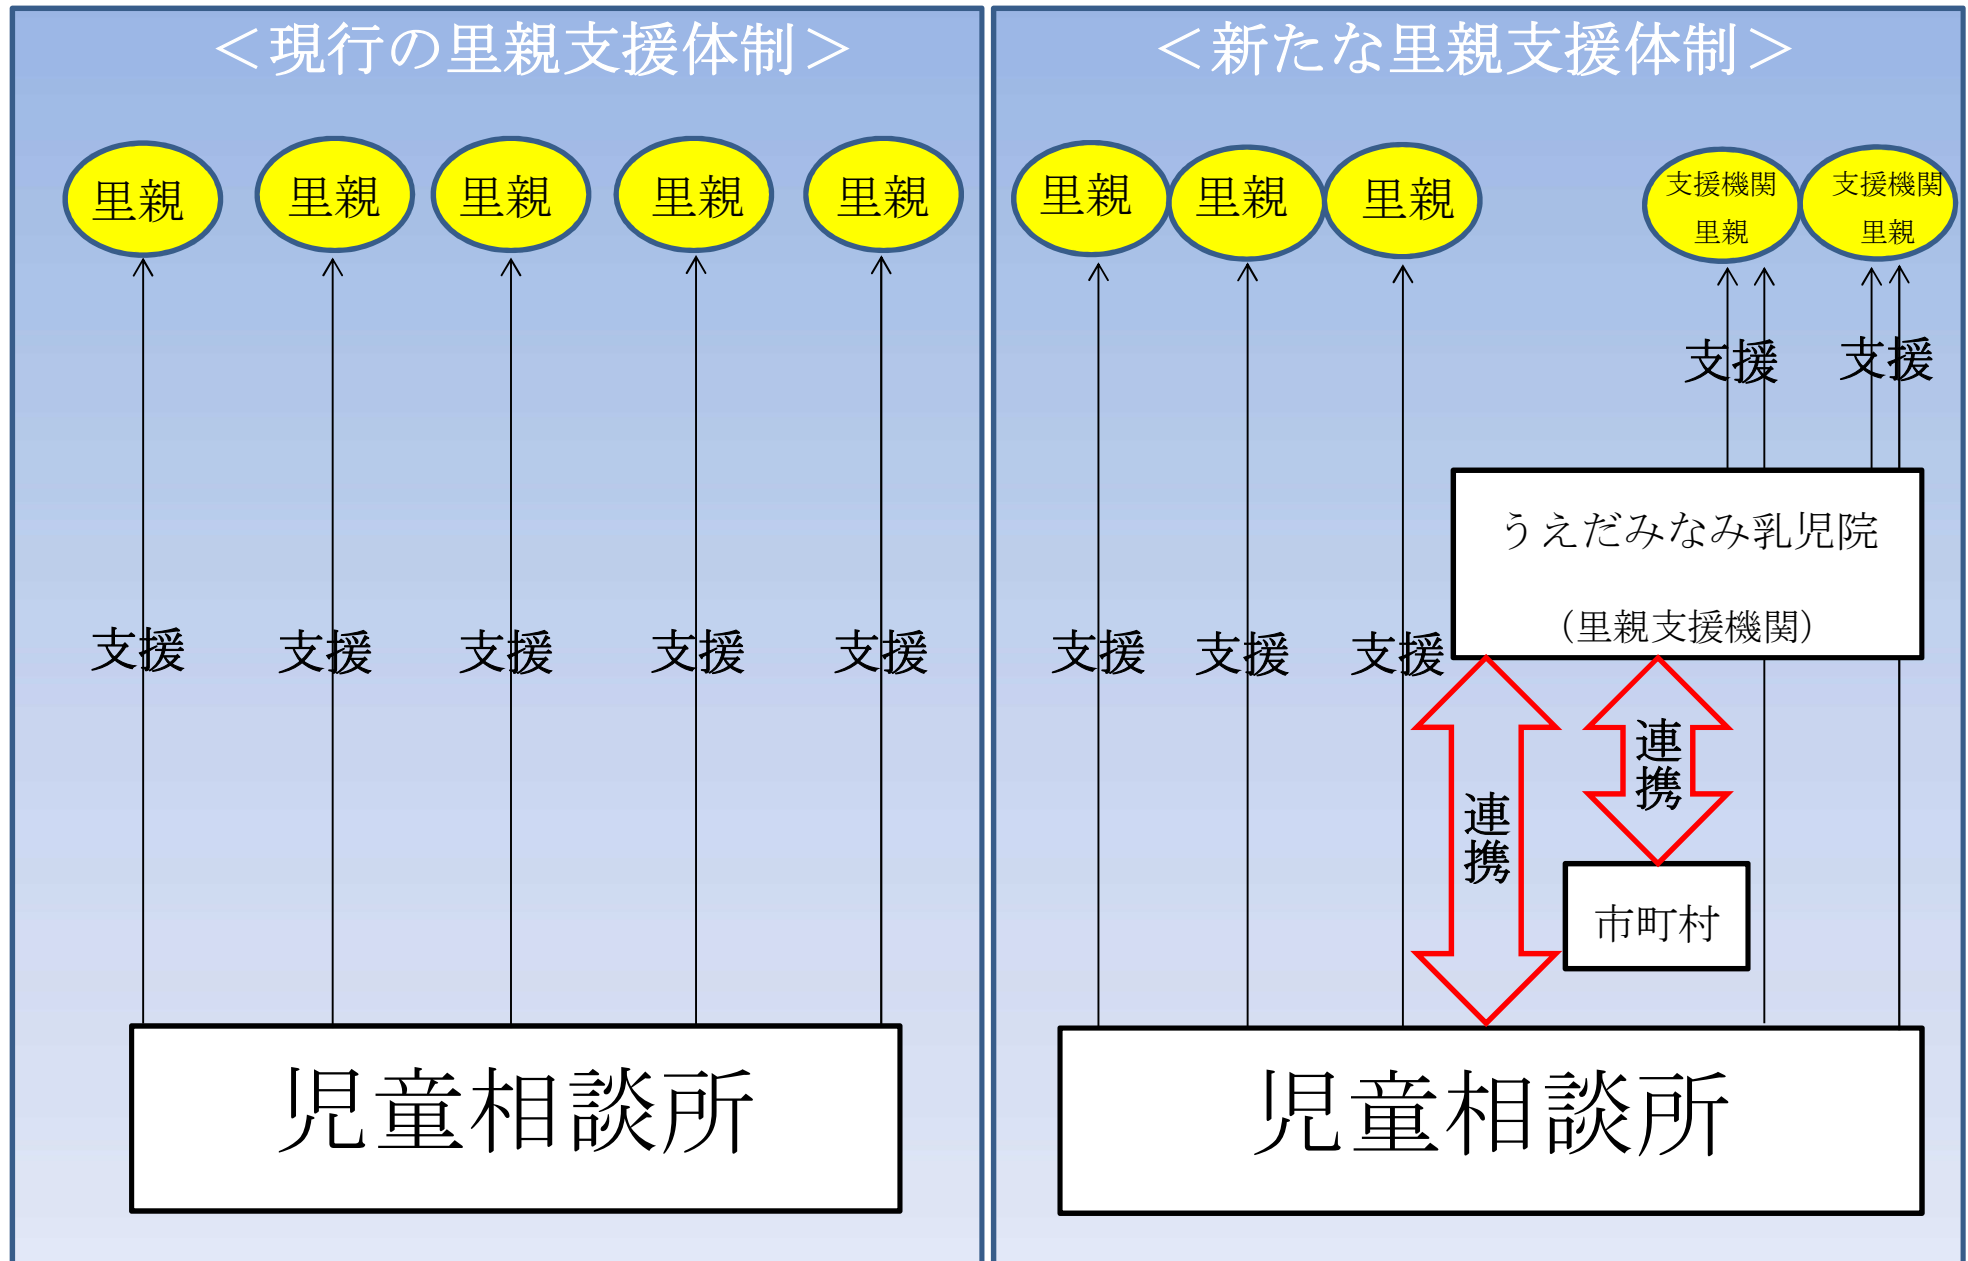 ＜現行の里親支援体制＞
里親
里親
里親
里親
里親
支援
支援
支援
支援
支援
児童相談所
＜新たな里親支援体制＞
里親
里親
里親
支援機関
里親
支援機関
里親
支援
支援
うえだみなみ乳児院
（里親支援機関）
支援
支援
支援
連携
連携
市町村
児童相談所